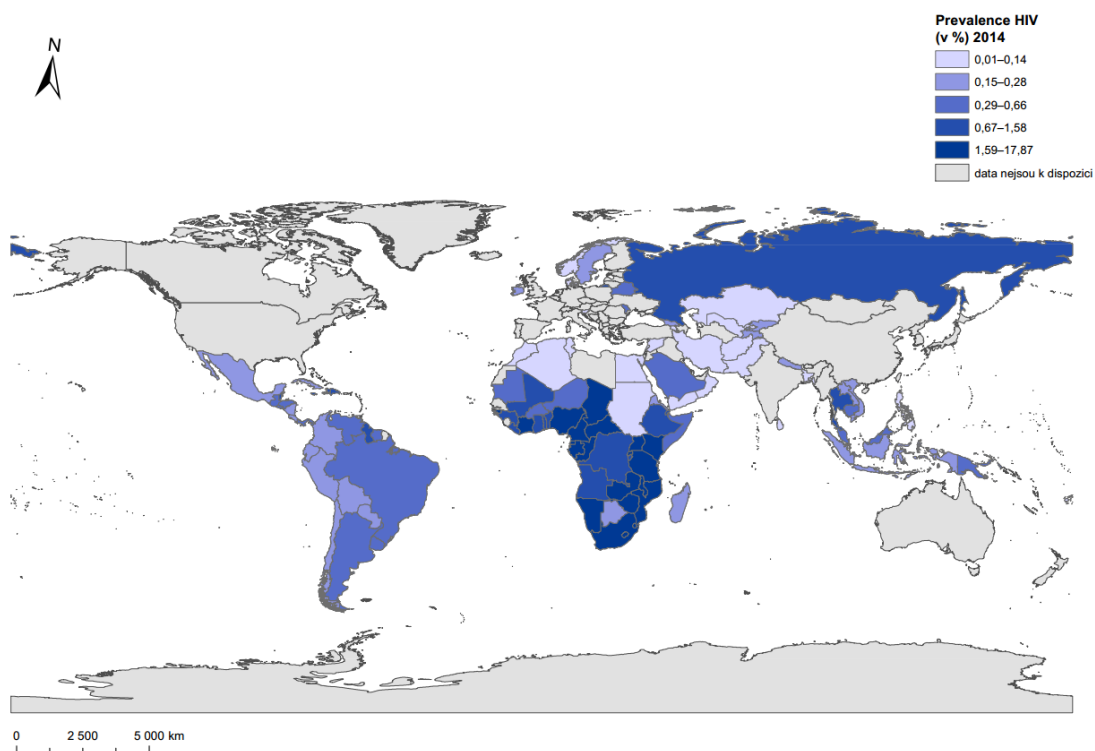 Prevalence HIV
(v %) 2014
0,01–0,14
0,15–0,28
0,29–0,66
0,67–1,58
1,59–17,87
data nejsou k dispozici
N
0 2 500 5 000 km